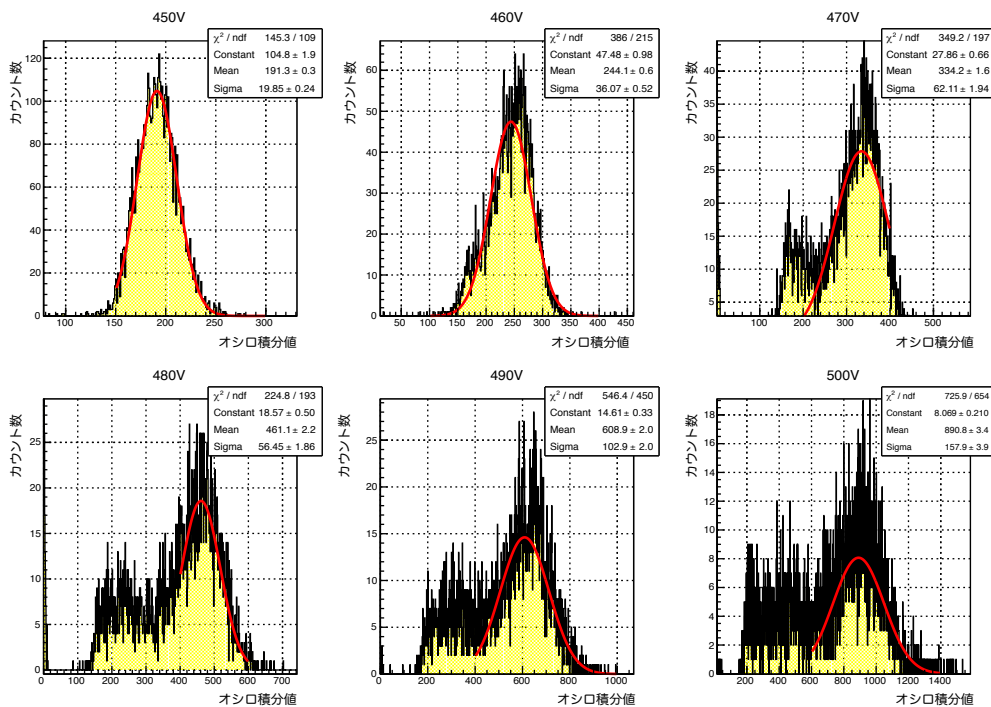 450V
χ² / ndf 145.3 / 109
Constant 104.8 ± 1.9
Mean 191.3 ± 0.3
Sigma 19.85 ± 0.24
カウント数
120
100
80
60
40
20
0
100 150 200 250 300
オシロ積分値
460V
χ² / ndf 386 / 215
Constant 47.48 ± 0.98
Mean 244.1 ± 0.6
Sigma 36.07 ± 0.52
カウント数
60
50
40
30
20
10
0
50 100 150 200 250 300 350 400 450
オシロ積分値
470V
χ² / ndf 349.2 / 197
Constant 27.86 ± 0.66
Mean 334.2 ± 1.6
Sigma 62.11 ± 1.94
カウント数
40
35
30
25
20
15
10
5
100 200 300 400 500
オシロ積分値
480V
χ² / ndf 224.8 / 193
Constant 18.57 ± 0.50
Mean 461.1 ± 2.2
Sigma 56.45 ± 1.86
カウント数
25
20
15
10
5
0
0 100 200 300 400 500 600 700
オシロ積分値
490V
χ² / ndf 546.4 / 450
Constant 14.61 ± 0.33
Mean 608.9 ± 2.0
Sigma 102.9 ± 2.0
カウント数
25
20
15
10
5
0
0 200 400 600 800 1000
オシロ積分値
500V
χ² / ndf 725.9 / 654
Constant 8.069 ± 0.210
Mean 890.8 ± 3.4
Sigma 157.9 ± 3.9
カウント数
18
16
14
12
10
8
6
4
2
0
200 400 600 800 1000 1200 1400
オシロ積分値